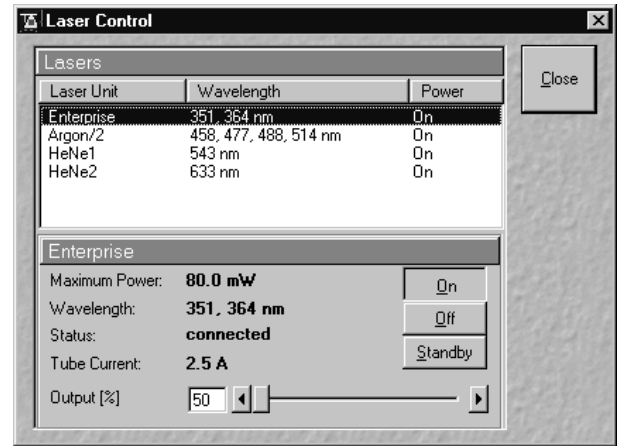 Laser Control
Lasers
Close
Laser Unit Wavelength Power
Enterprise 351, 364 nm On
Argon/2 458, 477, 488, 514 nm On
HeNe1 543 nm On
HeNe2 633 nm On
Enterprise
Maximum Power: 80.0 mW
On
Wavelength: 351, 364 nm
Off
Status: connected
Standby
Tube Current: 2.5 A
Output [%] 50